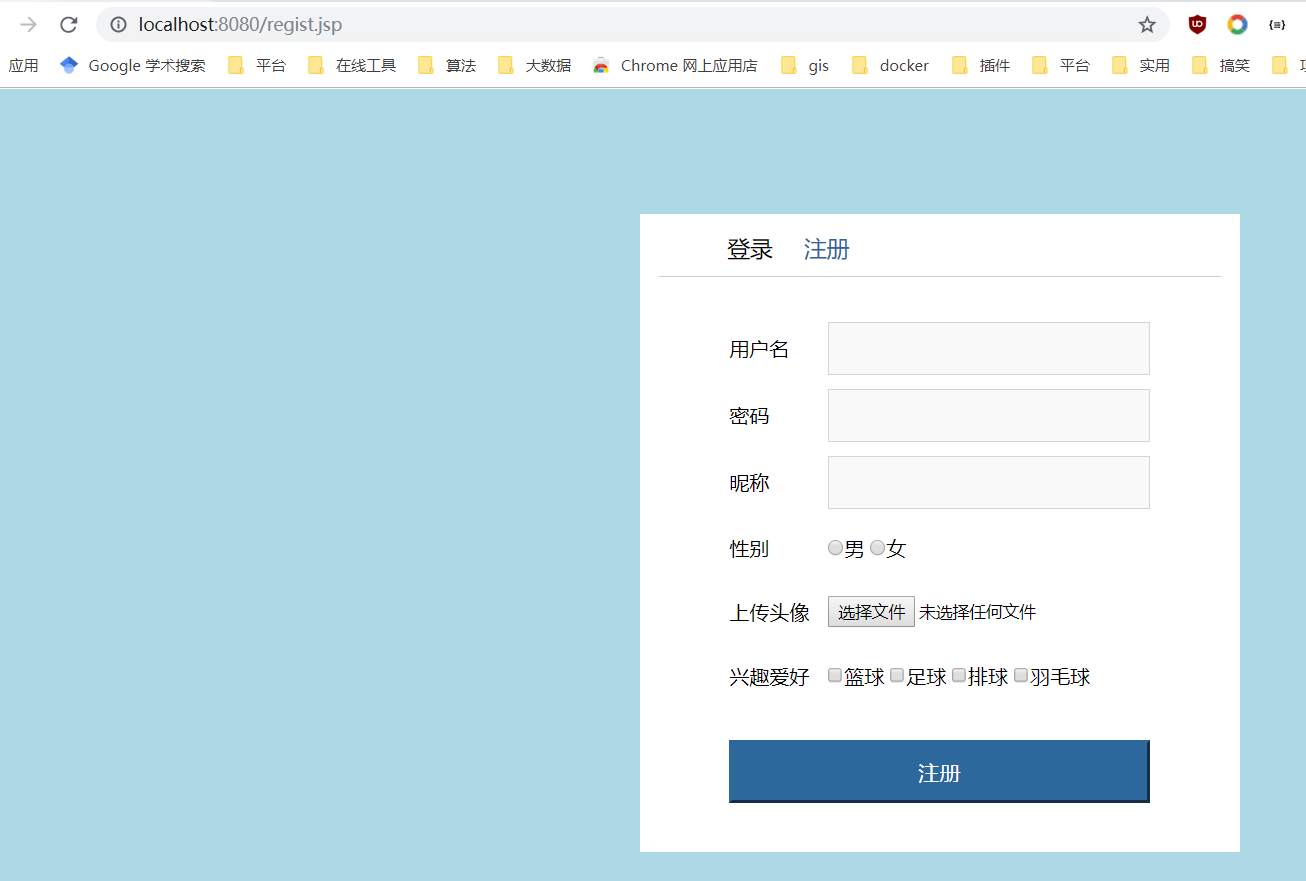 localhost:8080/regist.jsp
应用 Google 学术搜索 平台 在线工具 算法 大数据 Chrome 网上应用店 gis docker 插件 平台 实用 搞笑
登录 注册
用户名
密码
昵称
性别 男 女
上传头像 选择文件 未选择任何文件
兴趣爱好 篮球 足球 排球 羽毛球
注册